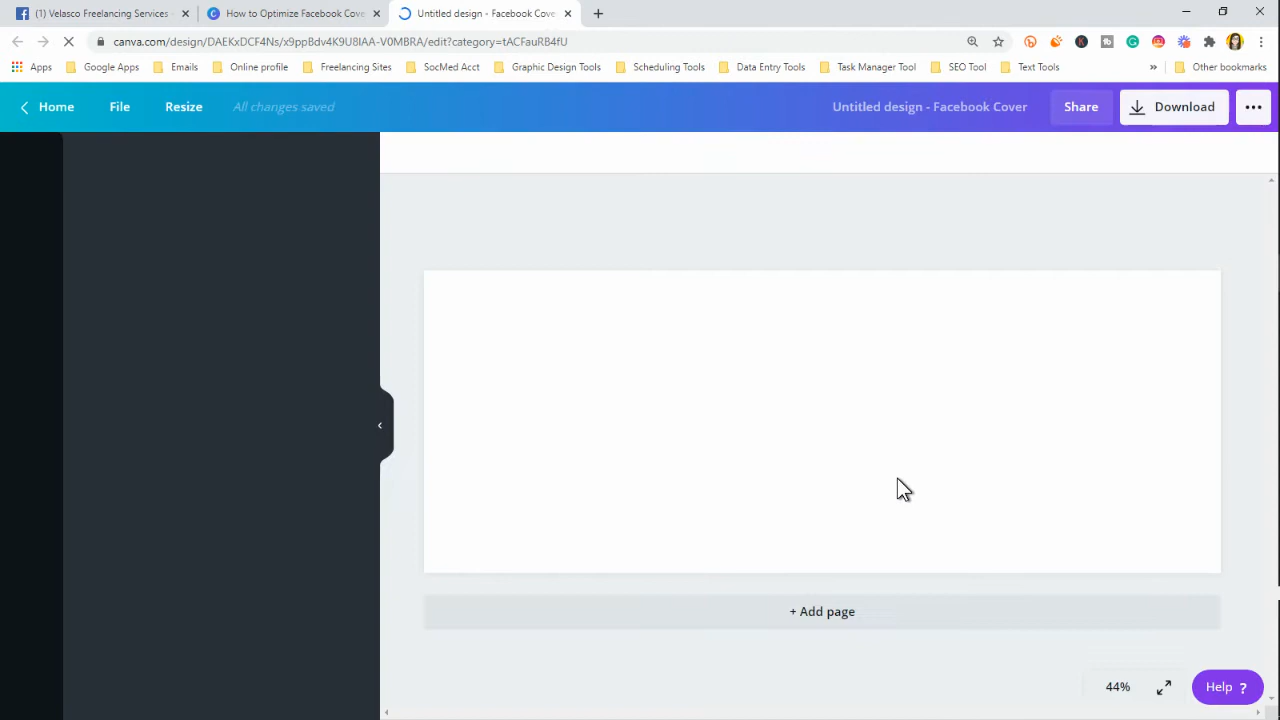 (1) Velasco Freelancing Services -
How to Optimize Facebook Cove
Untitled design - Facebook Cove
canva.com/design/DAEKxDCF4Ns/x9ppBdv4K9U8lAA-V0MBRA/edit?category=tACFauRB4fU
Apps
Google Apps
Emails
Online profile
Freelancing Sites
SocMed Acct
Graphic Design Tools
Scheduling Tools
Data Entry Tools
Task Manager Tool
SEO Tool
Text Tools
»
Other bookmarks
Home
File
Resize
All changes saved
Untitled design - Facebook Cover
Share
Download
+ Add page
44%
Help ?